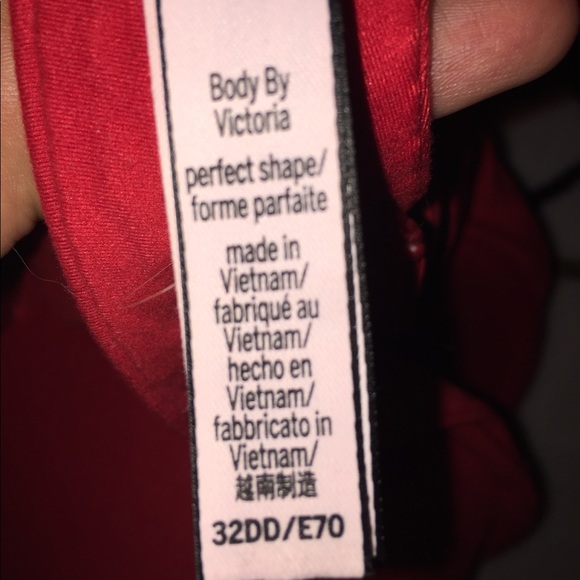 Body By
Victoria
perfect shape/
forme parfaite
made in
Vietnam/
fabriqué au
Vietnam/
hecho en
Vietnam/
fabbricato in
Vietnam/
越南制造
32DD/E70